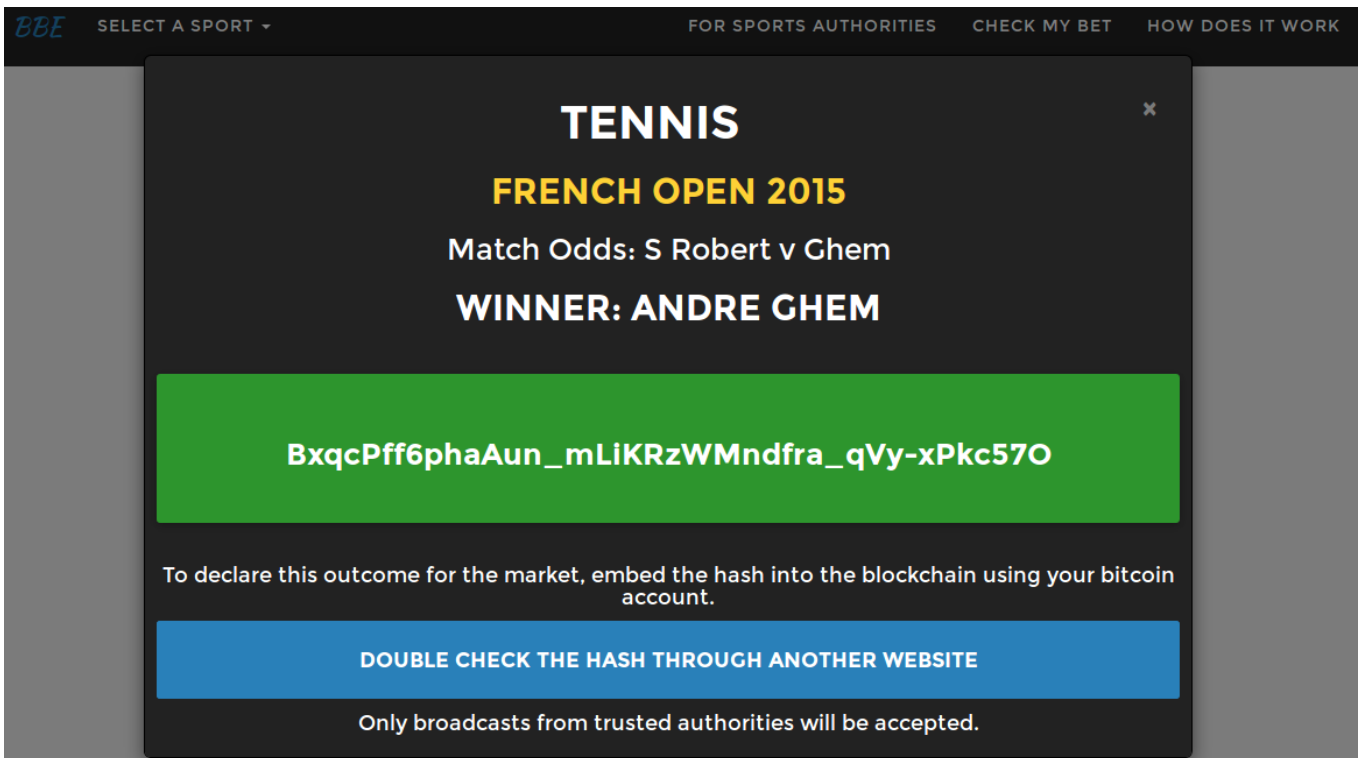 BBE SELECT A SPORT FOR SPORTS AUTHORITIES CHECK MY BET HOW DOES IT WORK
×
TENNIS
FRENCH OPEN 2015
Match Odds: S Robert v Ghem
WINNER: ANDRE GHEM
BxqcPff6phaAun_mLiKRzWMndfra_qVy-xPkc57O
To declare this outcome for the market, embed the hash into the blockchain using your bitcoin
account.
DOUBLE CHECK THE HASH THROUGH ANOTHER WEBSITE
Only broadcasts from trusted authorities will be accepted.